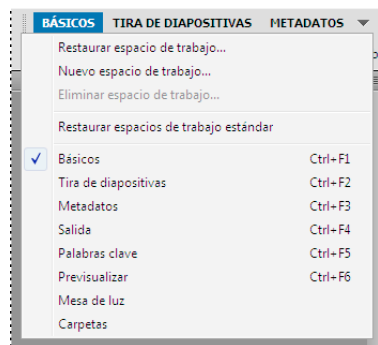 BÁSICOS TIRA DE DIAPOSITIVAS METADATOS
Restaurar espacio de trabajo...
Nuevo espacio de trabajo...
Eliminar espacio de trabajo...
Restaurar espacios de trabajo estándar
Básicos Ctrl+F1
Tira de diapositivas Ctrl+F2
Metadatos Ctrl+F3
Salida Ctrl+F4
Palabras clave Ctrl+F5
Previsualizar Ctrl+F6
Mesa de luz
Carpetas